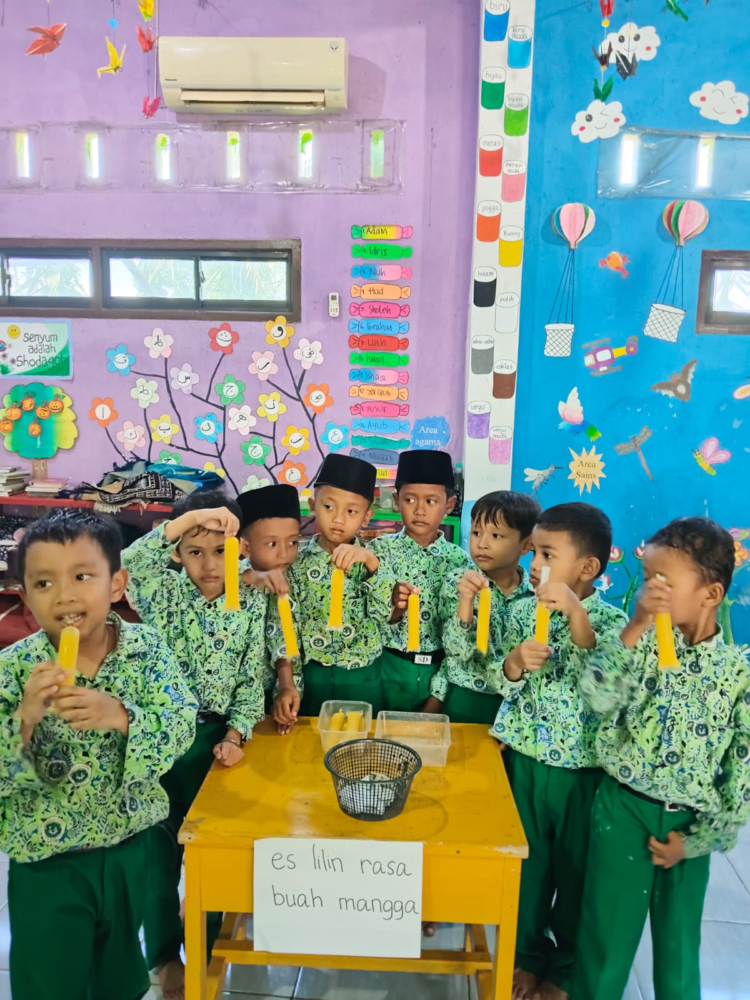 biru
biru muda
hijau
hijau muda
merah
merah muda
jingga
kuning
hitam
putih
abu-abu
coklat
ungu
ungu muda
Panasonic
1. Adam
2. Idris
3. Nuh
4. Hud
5. Sholeh
6. Ibrahim
7. Luth
8. Ismail
9. Ishaq
10. Ya'qub
11. Yusuf
12. Ayub
13. Syuaib
14. Musa
Senyum
adalah
Shodaqoh
Area
agama
Area
Sains
SD
es lilin rasa
buah mangga